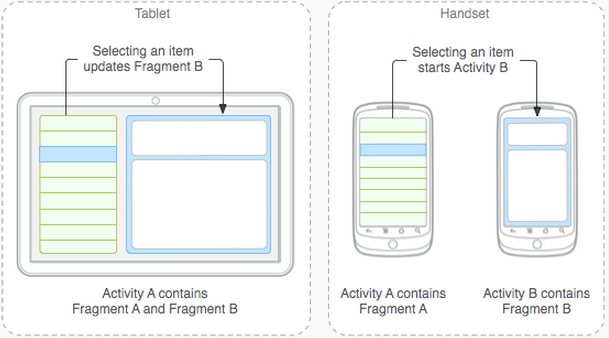 Tablet
Selecting an item
updates Fragment B
Activity A contains
Fragment A and Fragment B
Handset
Selecting an item
starts Activity B
Activity A contains
Fragment A
Activity B contains
Fragment B